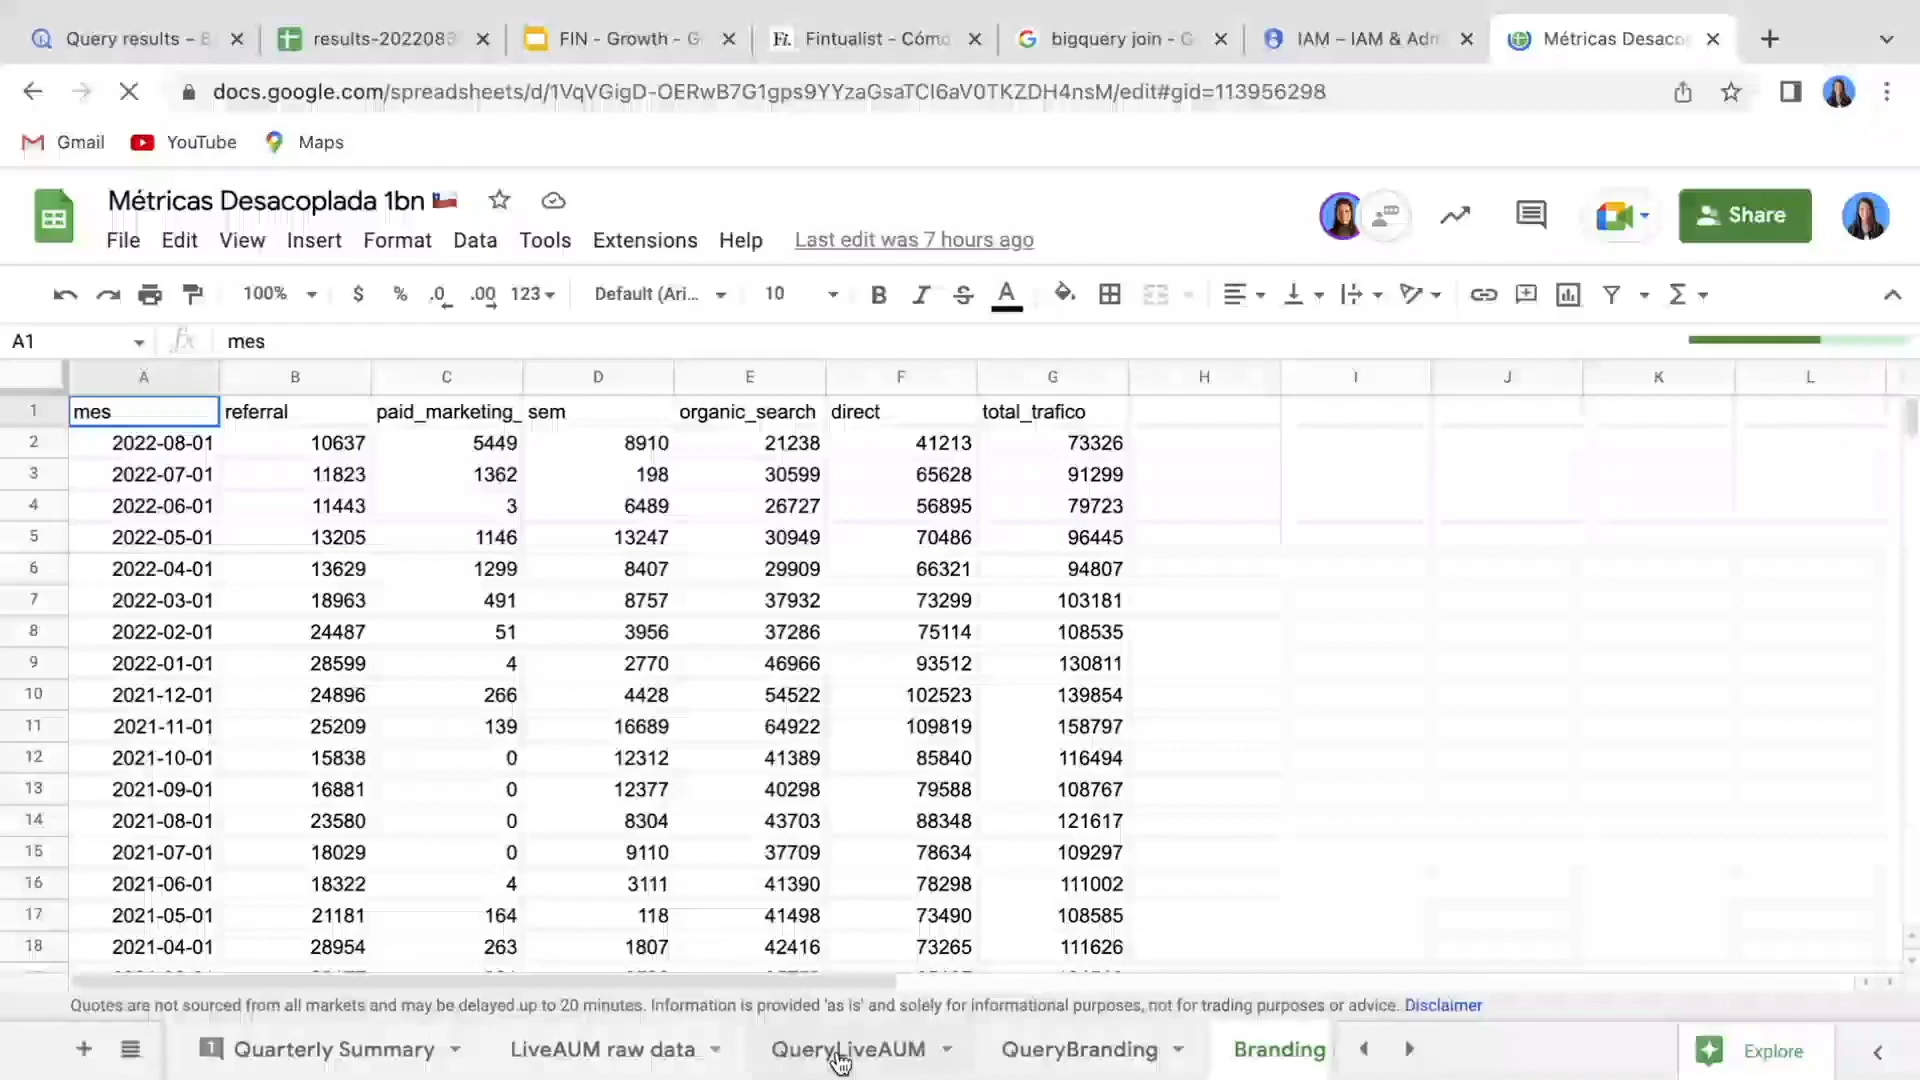 Query results – B
results-2022083
FIN - Growth - G
Fi. Fintualist - Cómo
bigquery join - G
IAM – IAM & Adm
Métricas Desaco
docs.google.com/spreadsheets/d/1VqVGigD-OERwB7G1gps9YYzaGsaTCI6aV0TKZDH4nsM/edit#gid=113956298
Gmail YouTube Maps
Métricas Desacoplada 1bn
File Edit View Insert Format Data Tools Extensions Help Last edit was 7 hours ago
Share
100% $ % .0 .00 123 Default (Ari... 10 B I S A
A1 fx mes
A B C D E F G H I J K L
1 mes referral paid_marketing_ sem organic_search direct total_trafico
2 2022-08-01 10637 5449 8910 21238 41213 73326
3 2022-07-01 11823 1362 198 30599 65628 91299
4 2022-06-01 11443 3 6489 26727 56895 79723
5 2022-05-01 13205 1146 13247 30949 70486 96445
6 2022-04-01 13629 1299 8407 29909 66321 94807
7 2022-03-01 18963 491 8757 37932 73299 103181
8 2022-02-01 24487 51 3956 37286 75114 108535
9 2022-01-01 28599 4 2770 46966 93512 130811
10 2021-12-01 24896 266 4428 54522 102523 139854
11 2021-11-01 25209 139 16689 64922 109819 158797
12 2021-10-01 15838 0 12312 41389 85840 116494
13 2021-09-01 16881 0 12377 40298 79588 108767
14 2021-08-01 23580 0 8304 43703 88348 121617
15 2021-07-01 18029 0 9110 37709 78634 109297
16 2021-06-01 18322 4 3111 41390 78298 111002
17 2021-05-01 21181 164 118 41498 73490 108585
18 2021-04-01 28954 263 1807 42416 73265 111626
Quotes are not sourced from all markets and may be delayed up to 20 minutes. Information is provided 'as is' and solely for informational purposes, not for trading purposes or advice. Disclaimer
1 Quarterly Summary LiveAUM raw data QueryLiveAUM QueryBranding Branding Explore